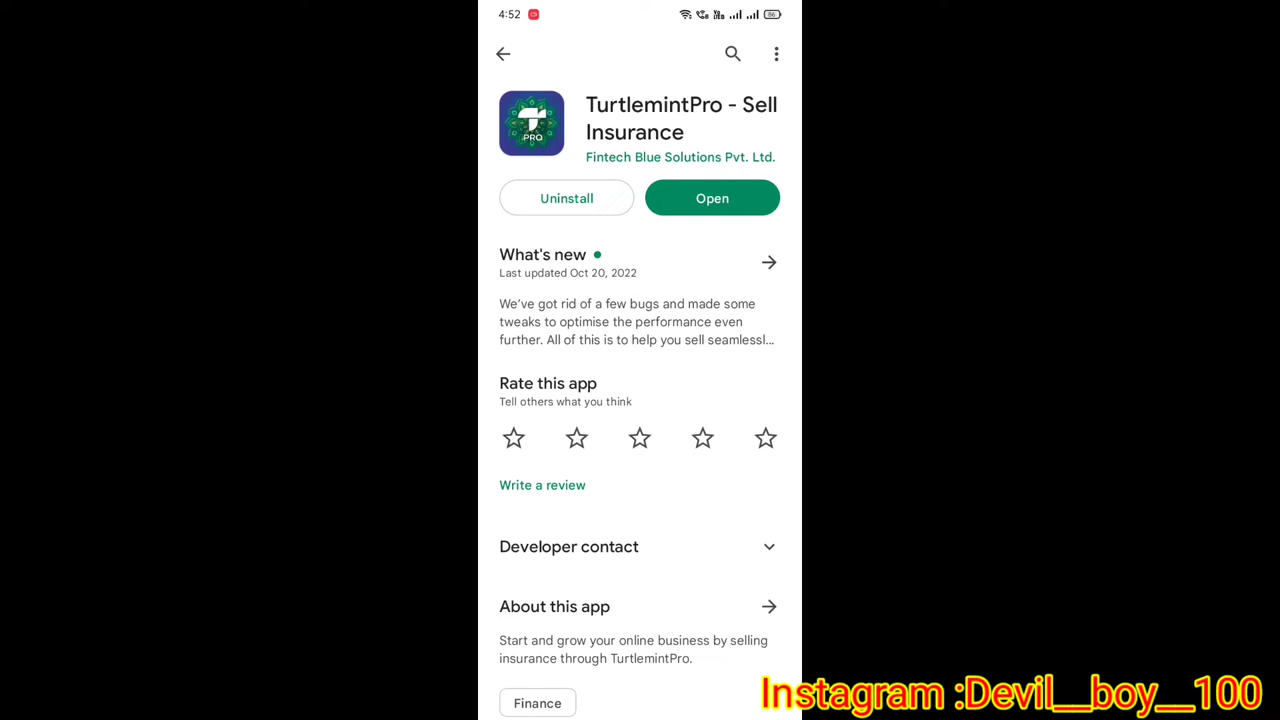 4:52
86
TurtlemintPro - Sell
Insurance
PRO
Fintech Blue Solutions Pvt. Ltd.
Uninstall
Open
What's new
Last updated Oct 20, 2022
We’ve got rid of a few bugs and made some
tweaks to optimise the performance even
further. All of this is to help you sell seamlessl...
Rate this app
Tell others what you think
Write a review
Developer contact
About this app
Start and grow your online business by selling
insurance through TurtlemintPro.
Finance
Instagram :Devil__boy__100